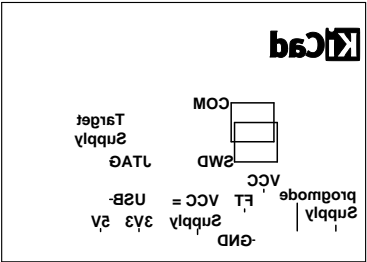 KiCad
COM
Target
Supply
SWD
JTAG
VCC
progmode
Supply
FT
VCC =
Supply
USB-
3V3
5V
-GND